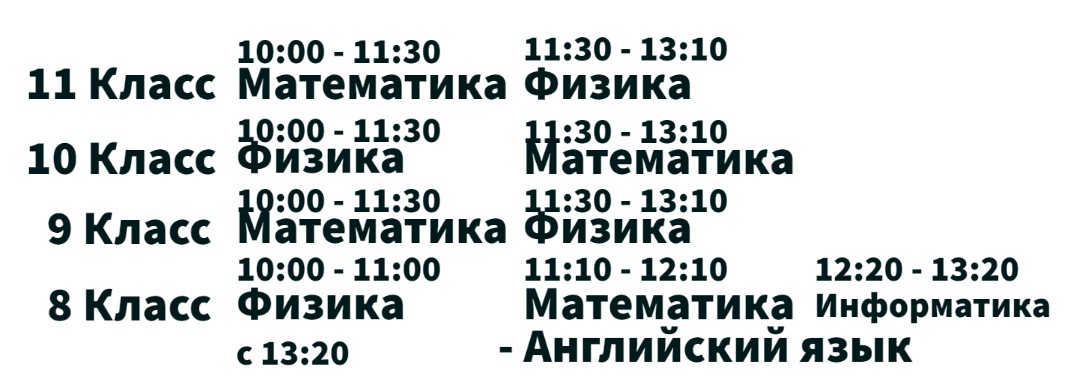 10:00 - 11:30 11:30 - 13:10
11 Класс Математика Физика
10:00 - 11:30 11:30 - 13:10
10 Класс Физика Математика
10:00 - 11:30 11:30 - 13:10
9 Класс Математика Физика
10:00 - 11:00 11:10 - 12:10 12:20 - 13:20
8 Класс Физика Математика Информатика
с 13:20 - Английский язык